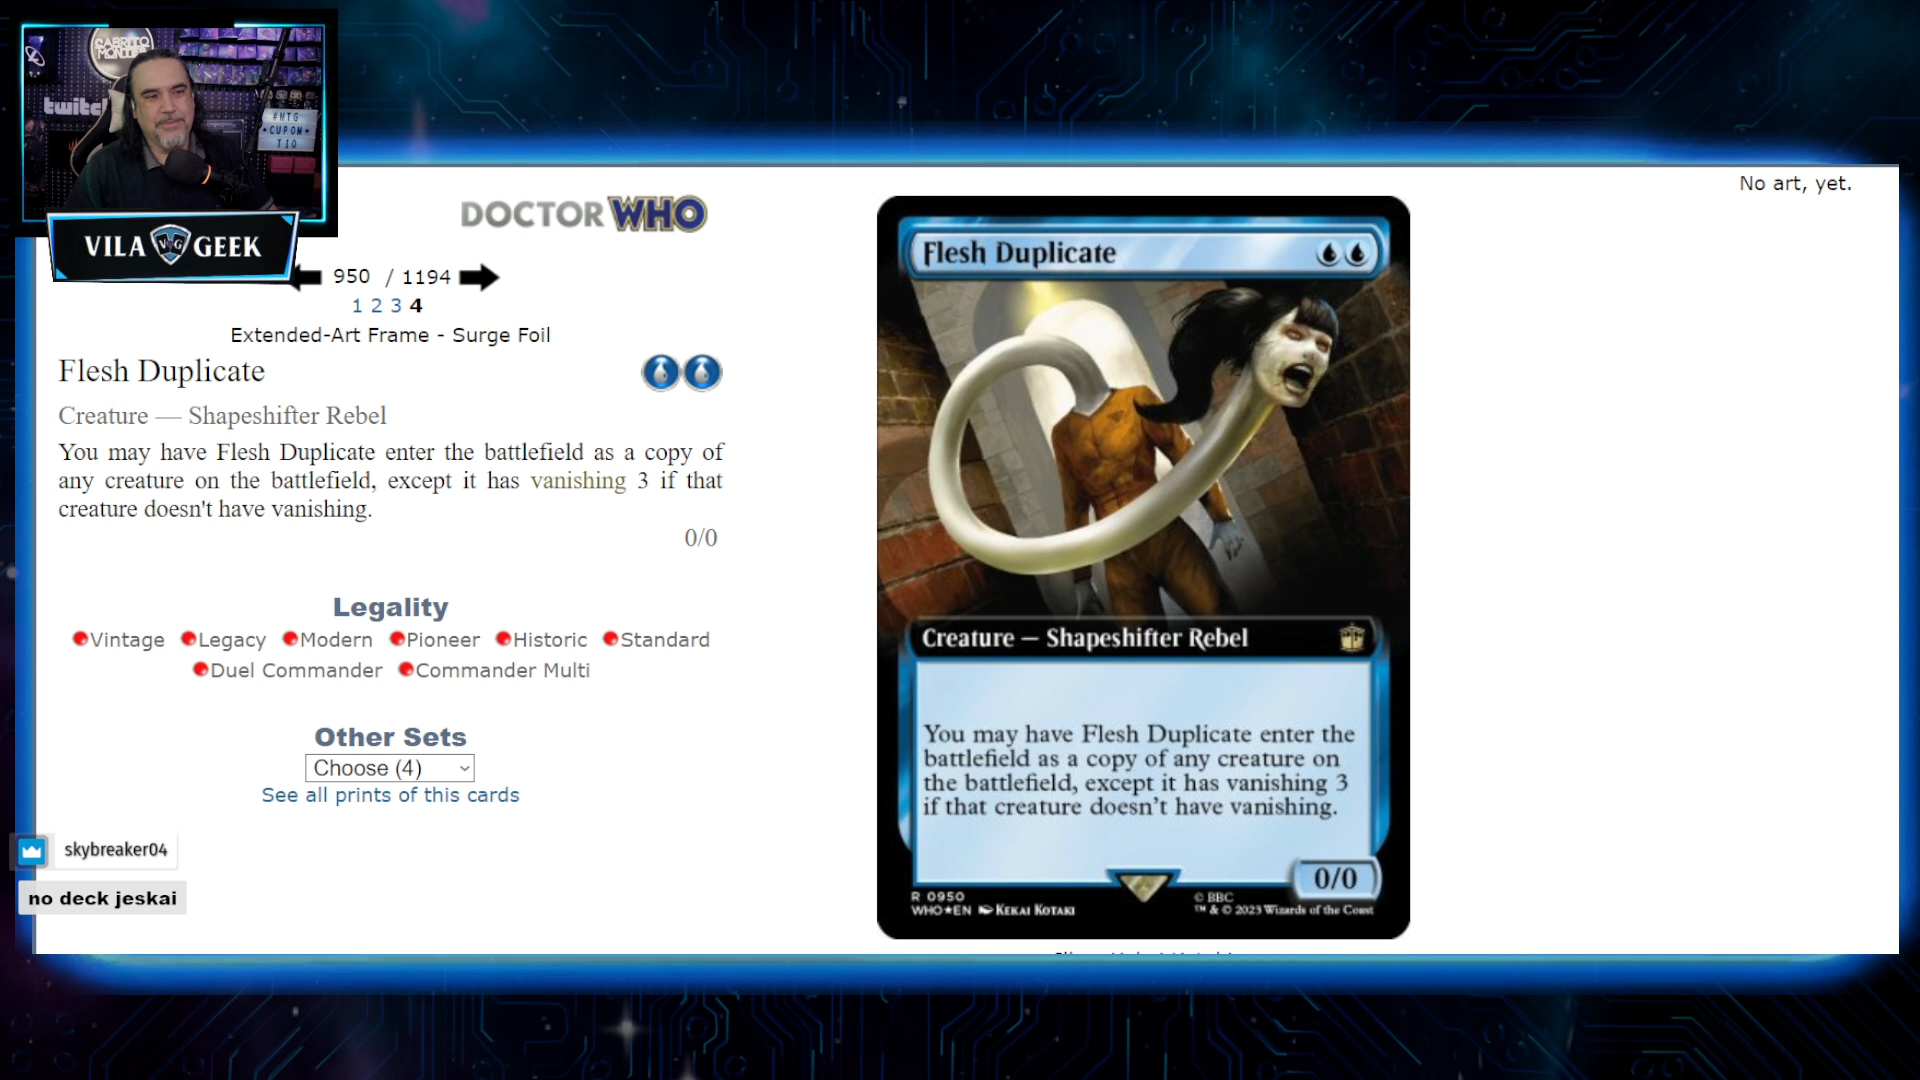 CABRITO
MONTÊS
twitch
#MTG
•CUPOM•
TIO
VILA VG GEEK
DOCTOR WHO
No art, yet.
950 / 1194
1 2 3 4
Extended-Art Frame - Surge Foil
Flesh Duplicate
Creature — Shapeshifter Rebel
You may have Flesh Duplicate enter the battlefield as a copy of
any creature on the battlefield, except it has vanishing 3 if that
creature doesn't have vanishing.
0/0
Legality
Vintage Legacy Modern Pioneer Historic Standard
Duel Commander Commander Multi
Other Sets
Choose (4)
See all prints of this cards
skybreaker04
no deck jeskai
Flesh Duplicate
Creature — Shapeshifter Rebel
You may have Flesh Duplicate enter the
battlefield as a copy of any creature on
the battlefield, except it has vanishing 3
if that creature doesn't have vanishing.
0/0
R 0950
WHO★EN Kekai Kotaki
© BBC
™ & © 2023 Wizards of the Coast